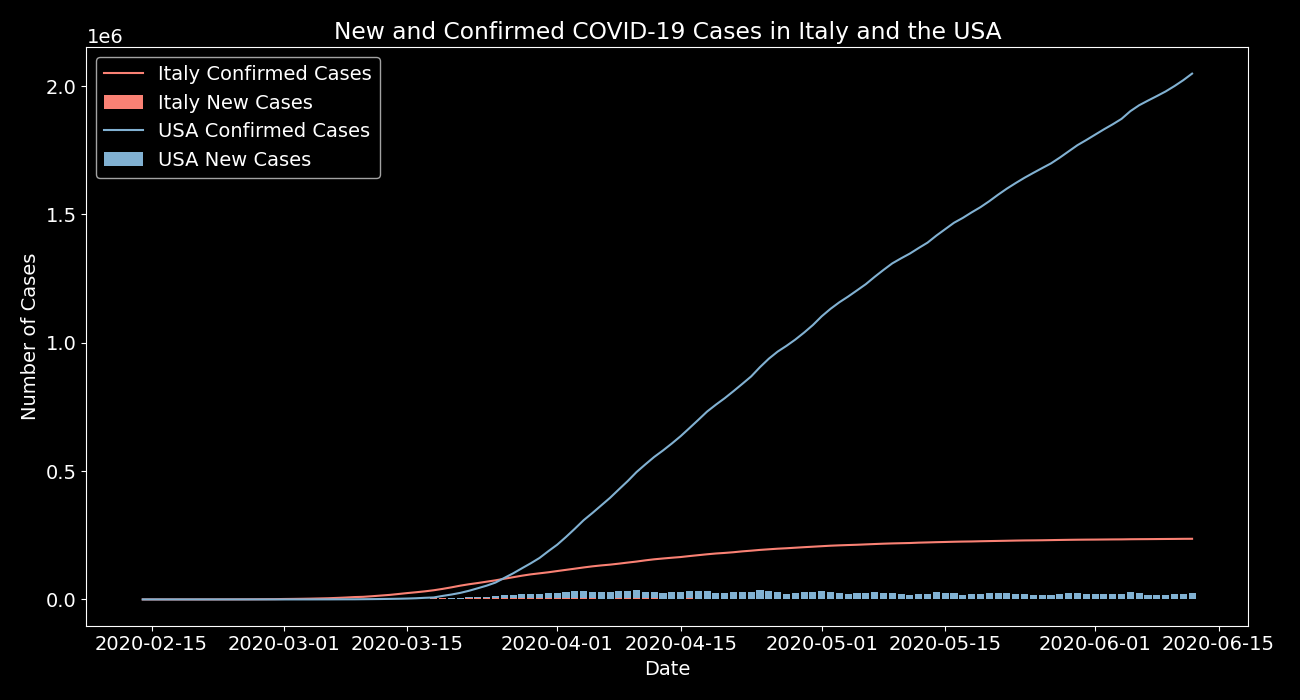 New and Confirmed COVID-19 Cases in Italy and the USA
1e6
Italy Confirmed Cases
Italy New Cases
USA Confirmed Cases
USA New Cases
2.0
1.5
1.0
0.5
0.0
Number of Cases
2020-02-15 2020-03-01 2020-03-15 2020-04-01 2020-04-15 2020-05-01 2020-05-15 2020-06-01 2020-06-15
Date